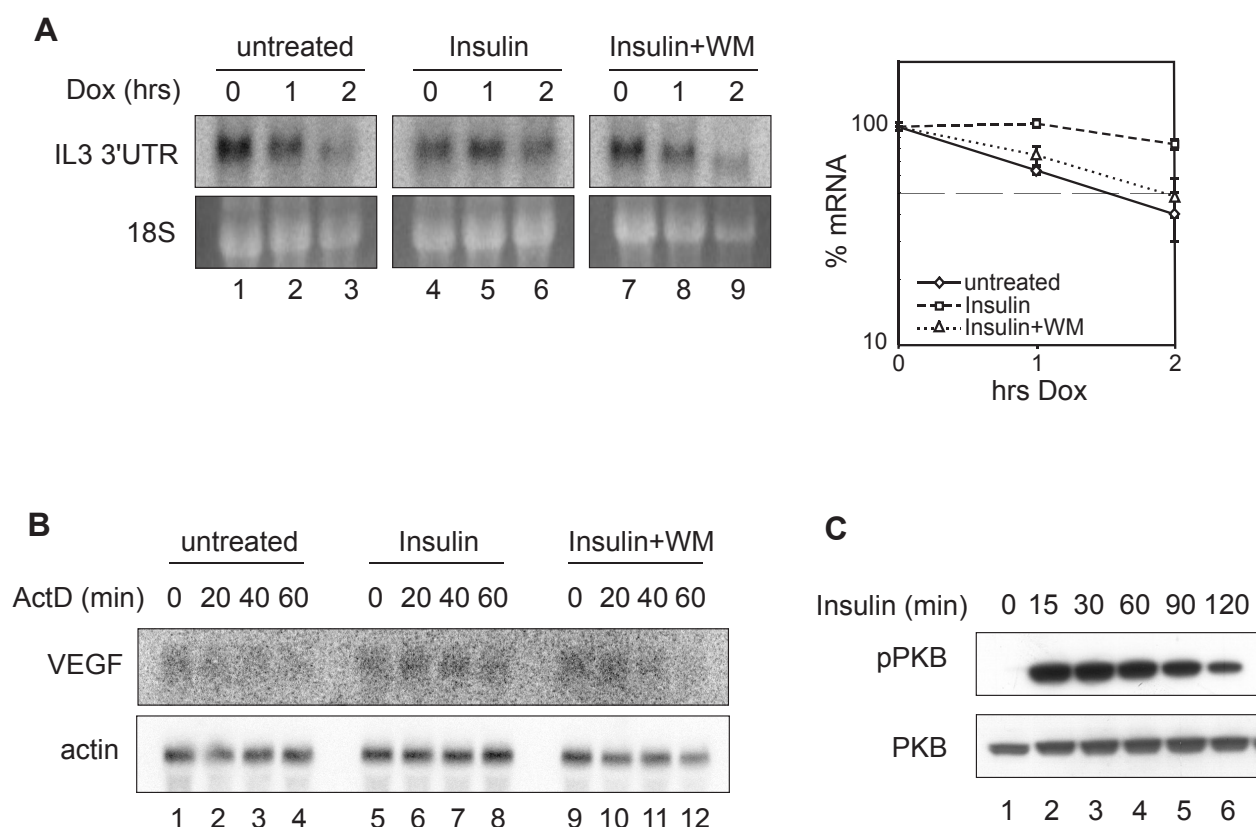 A
untreated Insulin Insulin+WM
Dox (hrs) 0 1 2 0 1 2 0 1 2
IL3 3'UTR
18S
1 2 3 4 5 6 7 8 9
100
10
% mRNA
untreated
Insulin
Insulin+WM
0 1 2
hrs Dox
B
untreated Insulin Insulin+WM
ActD (min) 0 20 40 60 0 20 40 60 0 20 40 60
VEGF
actin
1 2 3 4 5 6 7 8 9 10 11 12
C
Insulin (min) 0 15 30 60 90 120
pPKB
PKB
1 2 3 4 5 6